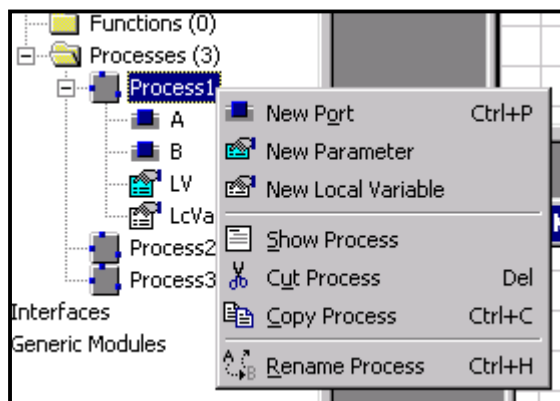 Functions (0)
Processes (3)
Process1
A
B
LV
LcVa
Process2
Process3
Interfaces
Generic Modules
New Port Ctrl+P
New Parameter
New Local Variable
Show Process
Cut Process Del
Copy Process Ctrl+C
Rename Process Ctrl+H